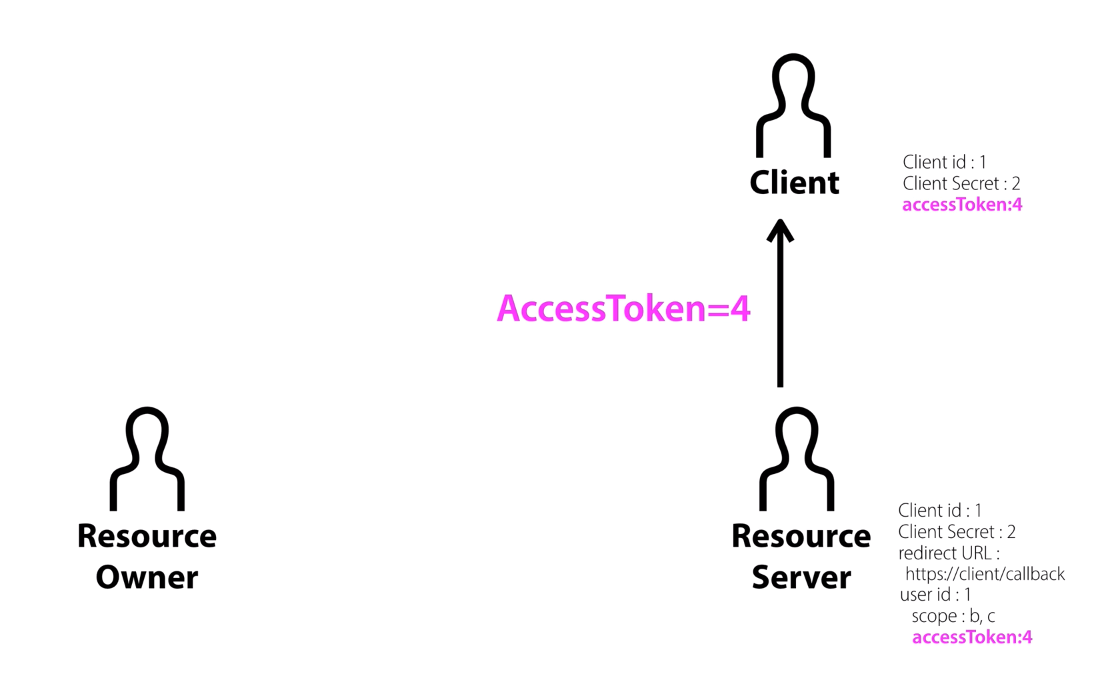 Client
Client id : 1
Client Secret : 2
accessToken:4
AccessToken=4
Resource
Owner
Resource
Server
Client id : 1
Client Secret : 2
redirect URL :
https://client/callback
user id : 1
scope : b, c
accessToken:4